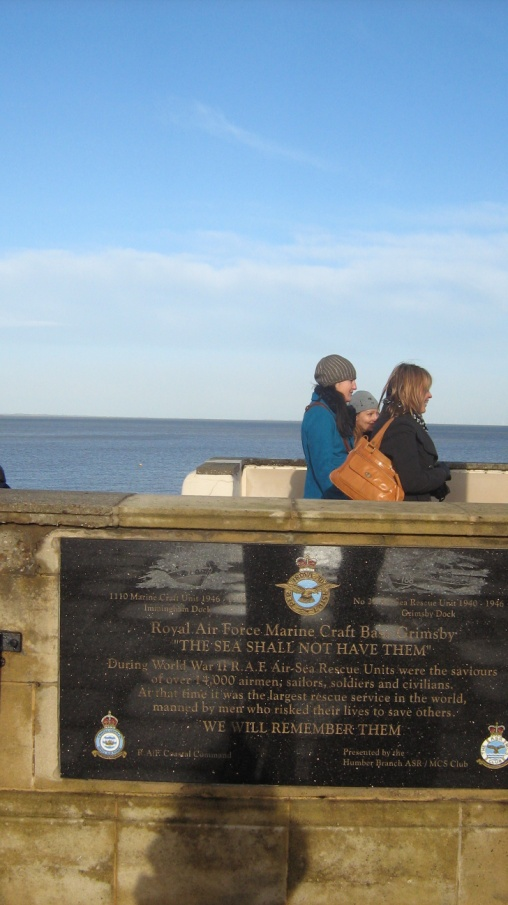 1110 Marine Craft Unit 1946
Immingham Dock
No Sea Rescue Unit 1940 - 1946
Grimsby Dock
Royal Air Force Marine Craft Base Grimsby
"THE SEA SHALL NOT HAVE THEM"
During World War II R.A.F. Air-Sea Rescue Units were the saviours
of over 14,000 airmen; sailors, soldiers and civilians.
At that time it was the largest rescue service in the world,
manned by men who risked their lives to save others.
WE WILL REMEMBER THEM
R.A.F. Coastal Command
Presented by the
Humber Branch ASR / MCS Club